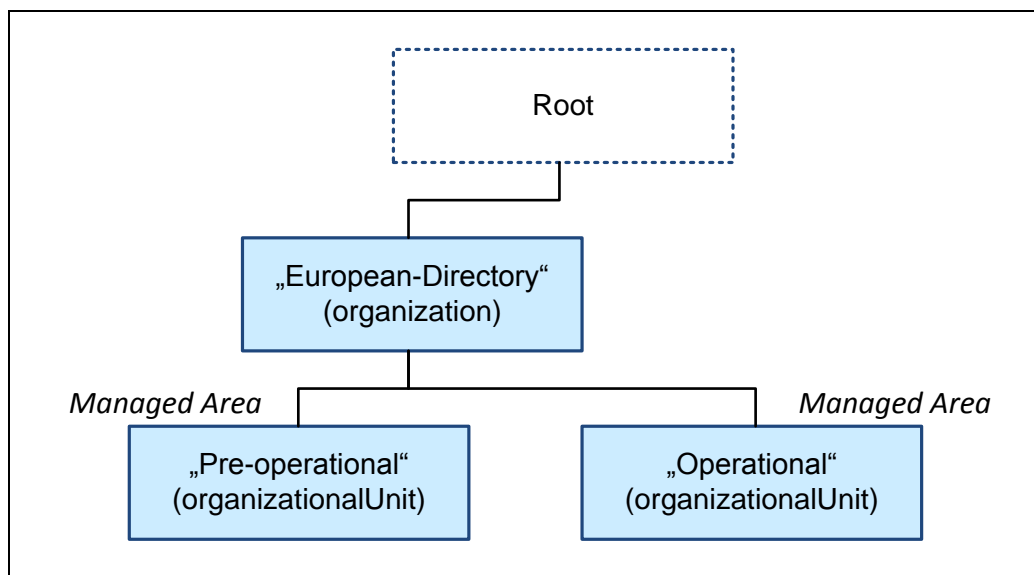 Root
„European-Directory“
(organization)
Managed Area
Managed Area
„Pre-operational“
(organizationalUnit)
„Operational“
(organizationalUnit)